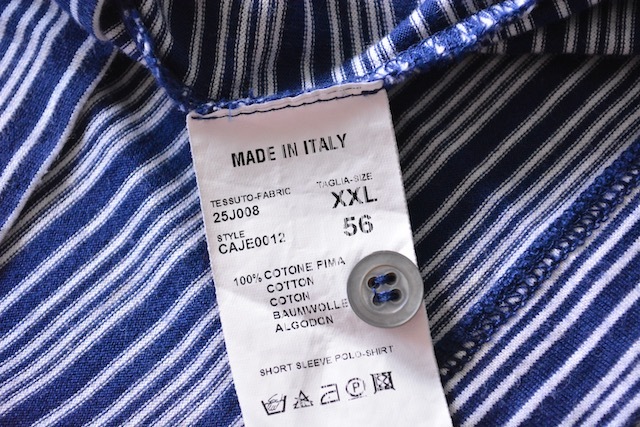 MADE IN ITALY
TESSUTO-FABRIC
25J008
TAGLIA-SIZE
XXL
56
STYLE
CAJE0012
100% COTONE PIMA
COTTON
COTON
BAUMWOLLE
ALGODON
SHORT SLEEVE POLO-SHIRT